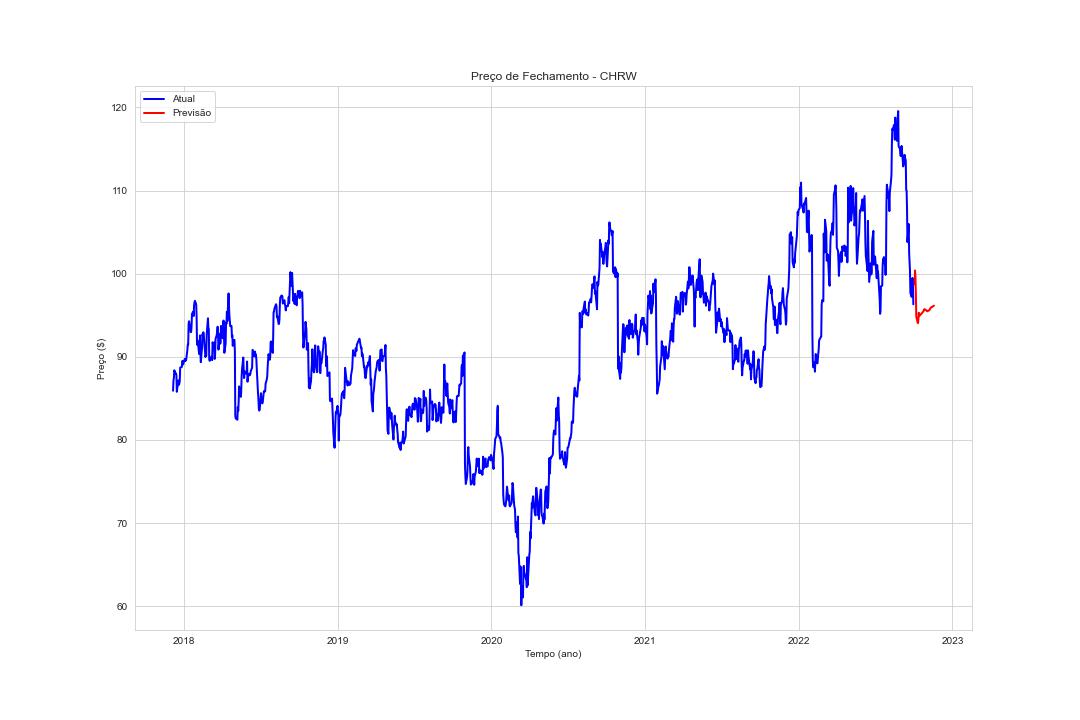 Preço de Fechamento - CHRW
Atual
Previsão
120
110
100
90
80
70
60
Preço ($)
2018 2019 2020 2021 2022 2023
Tempo (ano)